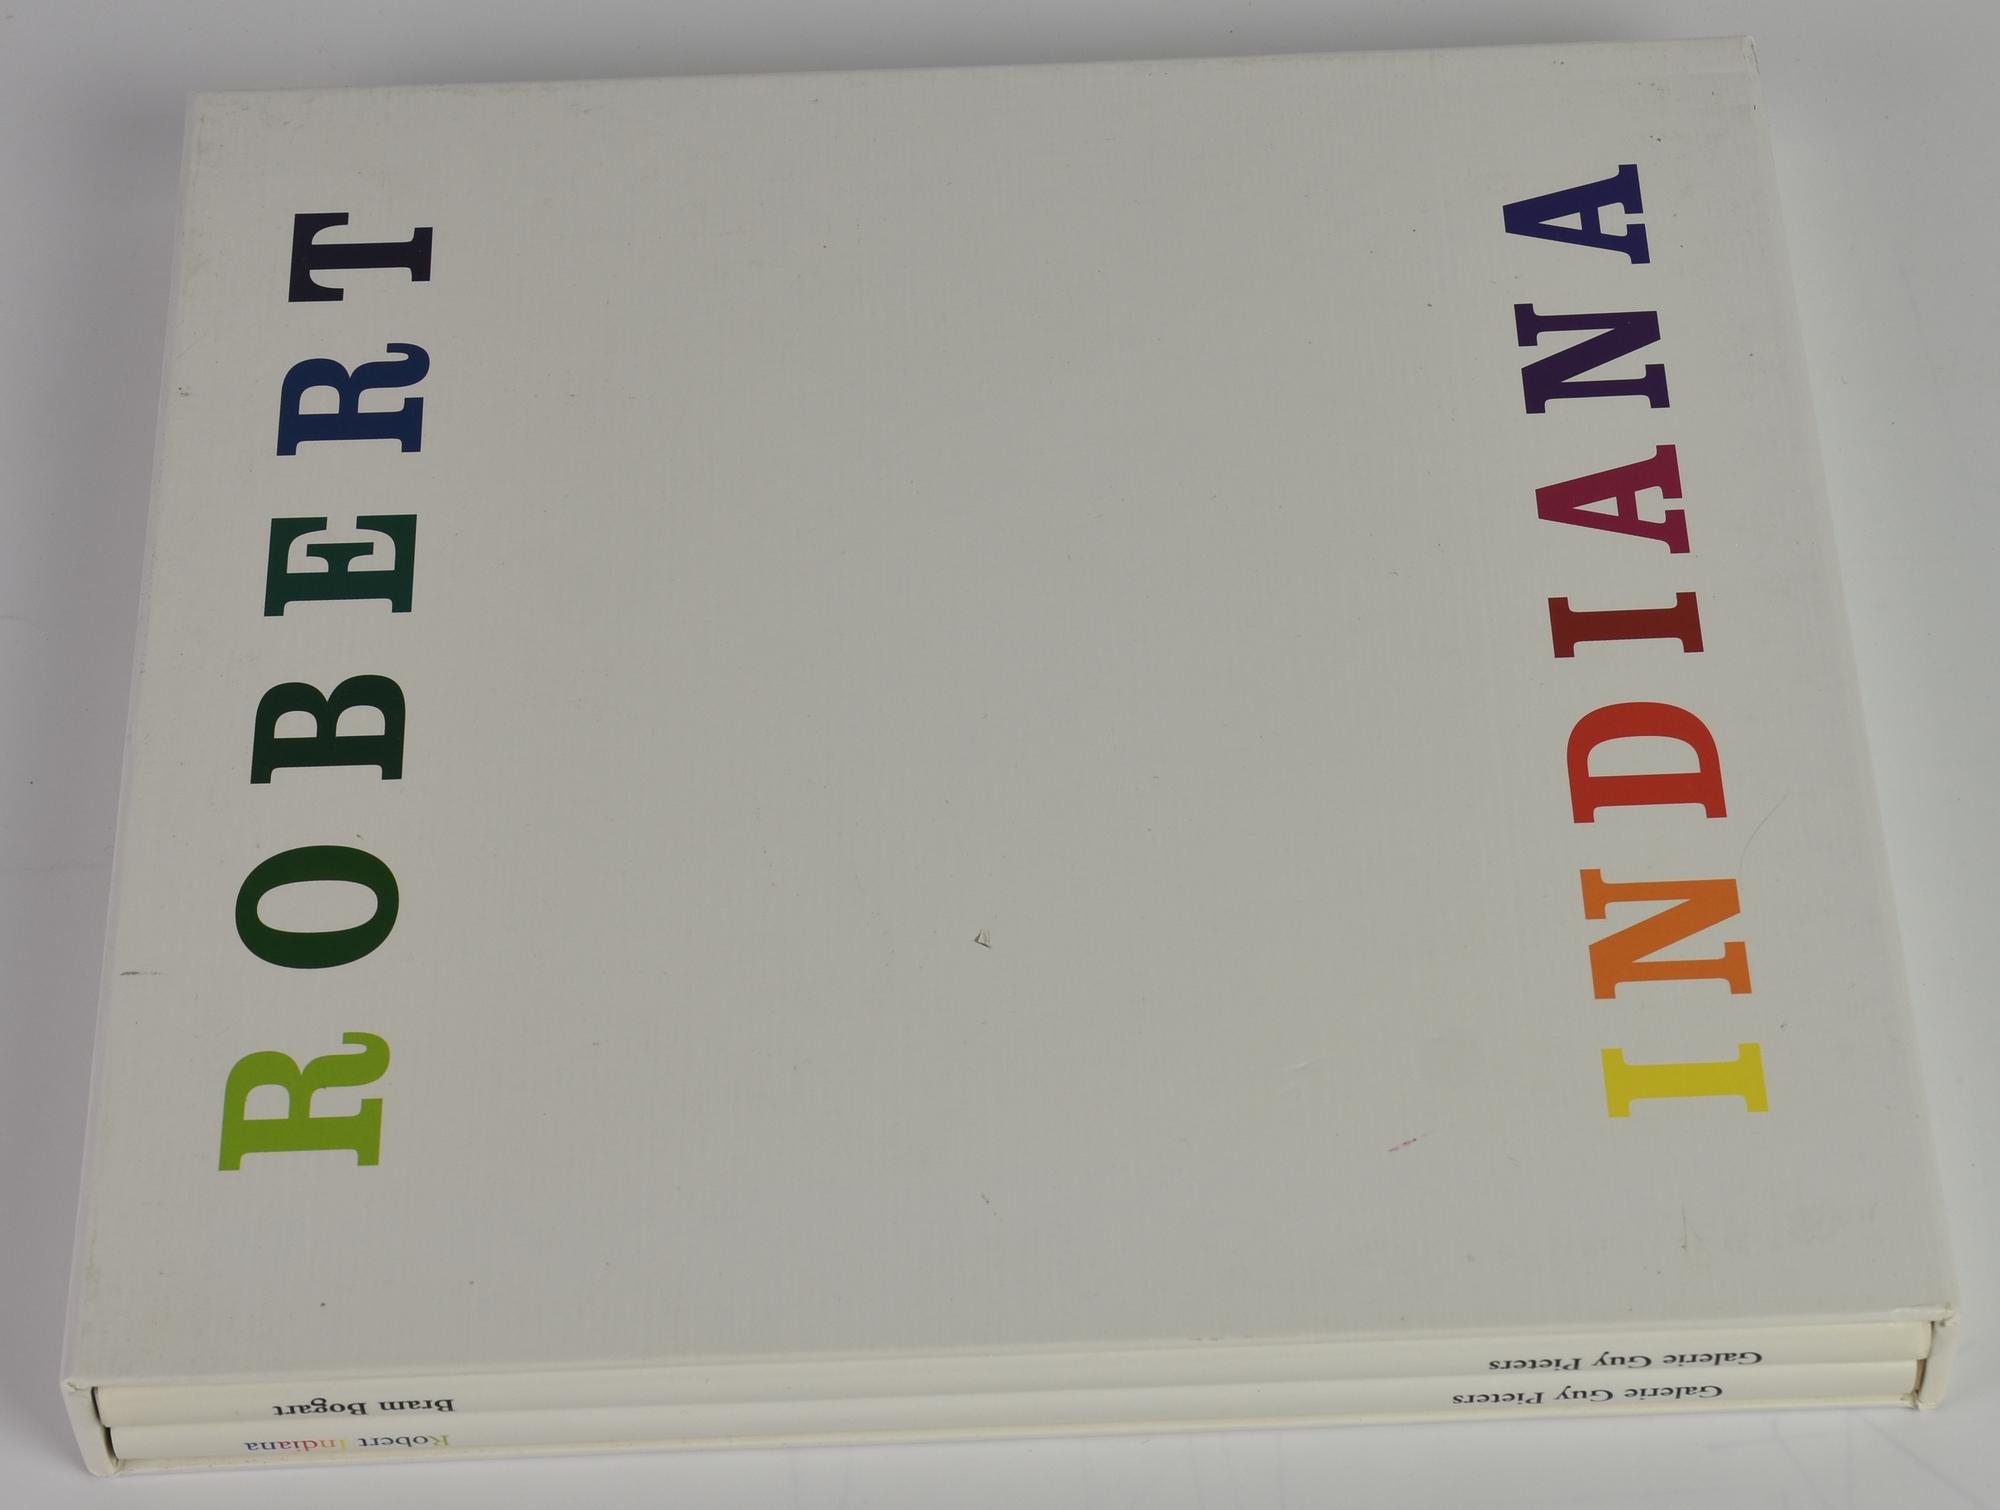 ROBERT
INDIANA
Bram Bogart
Galerie Guy Pieters
Robert Indiana
Galerie Guy Pieters